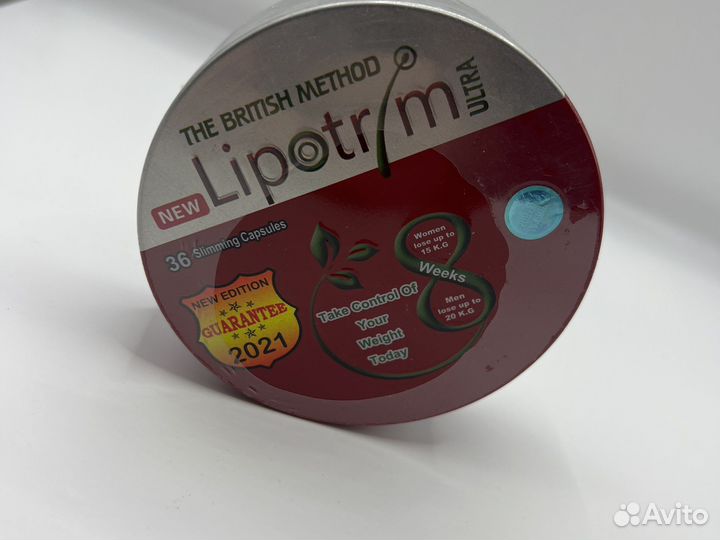 THE BRITISH METHOD
Lipotrim
ULTRA
NEW
36 Slimming Capsules
NEW EDITION
GUARANTEE
2021
Take Control Of
Your
Weight
Today
Women
lose up to
15 K.G
8
Weeks
Men
lose up to
20 K.G
Avito